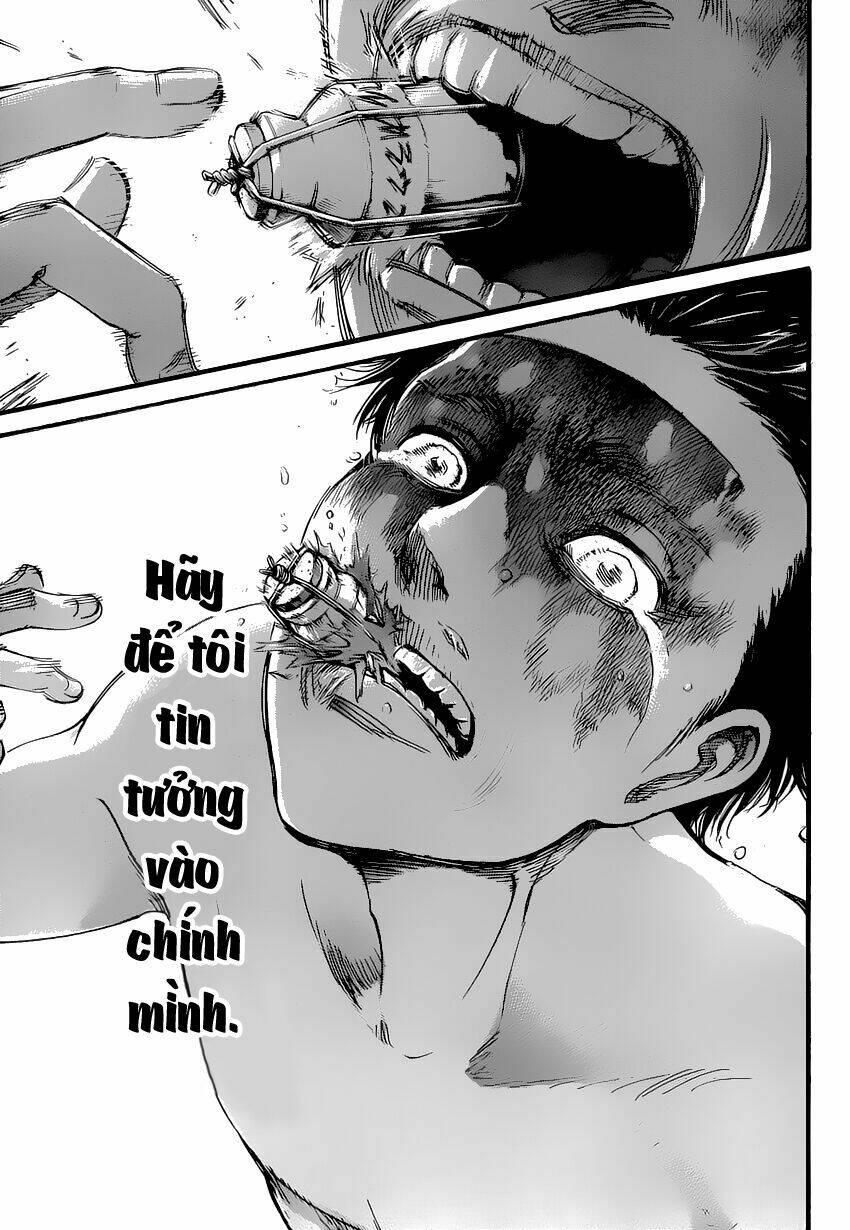 Hãy
để tôi
tin
tưởng
vào
chính
mình.